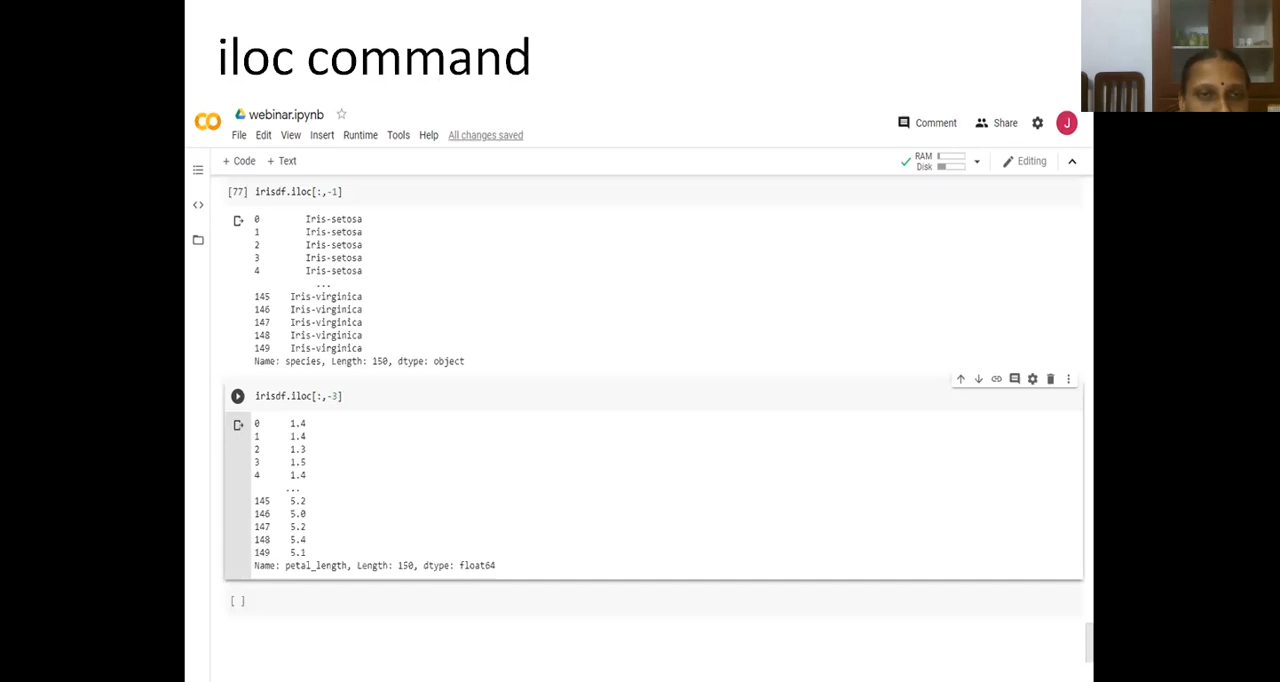 iloc command
webinar.ipynb
File Edit View Insert Runtime Tools Help All changes saved
Comment Share J
+ Code + Text
RAM
Disk
Editing
[77] irisdf.iloc[:,-1]
0 Iris-setosa
1 Iris-setosa
2 Iris-setosa
3 Iris-setosa
4 Iris-setosa
...
145 Iris-virginica
146 Iris-virginica
147 Iris-virginica
148 Iris-virginica
149 Iris-virginica
Name: species, Length: 150, dtype: object
irisdf.iloc[:,-3]
0 1.4
1 1.4
2 1.3
3 1.5
4 1.4
...
145 5.2
146 5.0
147 5.2
148 5.4
149 5.1
Name: petal_length, Length: 150, dtype: float64
[ ]